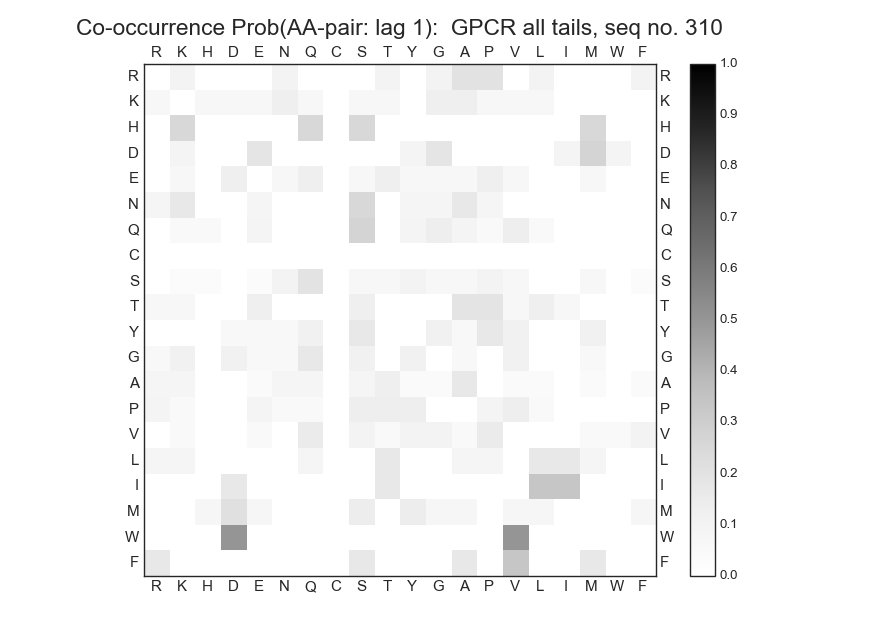 Co-occurrence Prob(AA-pair: lag 1):  GPCR all tails, seq no. 310
R K H D E N Q C S T Y G A P V L I M W F
1.0
R R
0.9
K K
H H
0.8
D D
E E
0.7
N N
Q Q
0.6
C C
S S
0.5
T T
Y Y
0.4
G G
A A
0.3
P P
V V
0.2
L L
I I
0.1
M M
W W
F F
0.0
R K H D E N Q C S T Y G A P V L I M W F